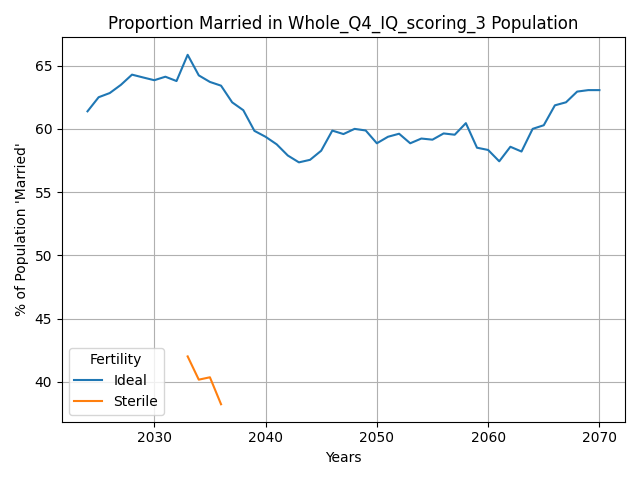 Proportion Married in Whole_Q4_IQ_scoring_3 Population
% of Population 'Married'
65
60
55
50
45
40
Fertility
Ideal
Sterile
2030 2040 2050 2060 2070
Years